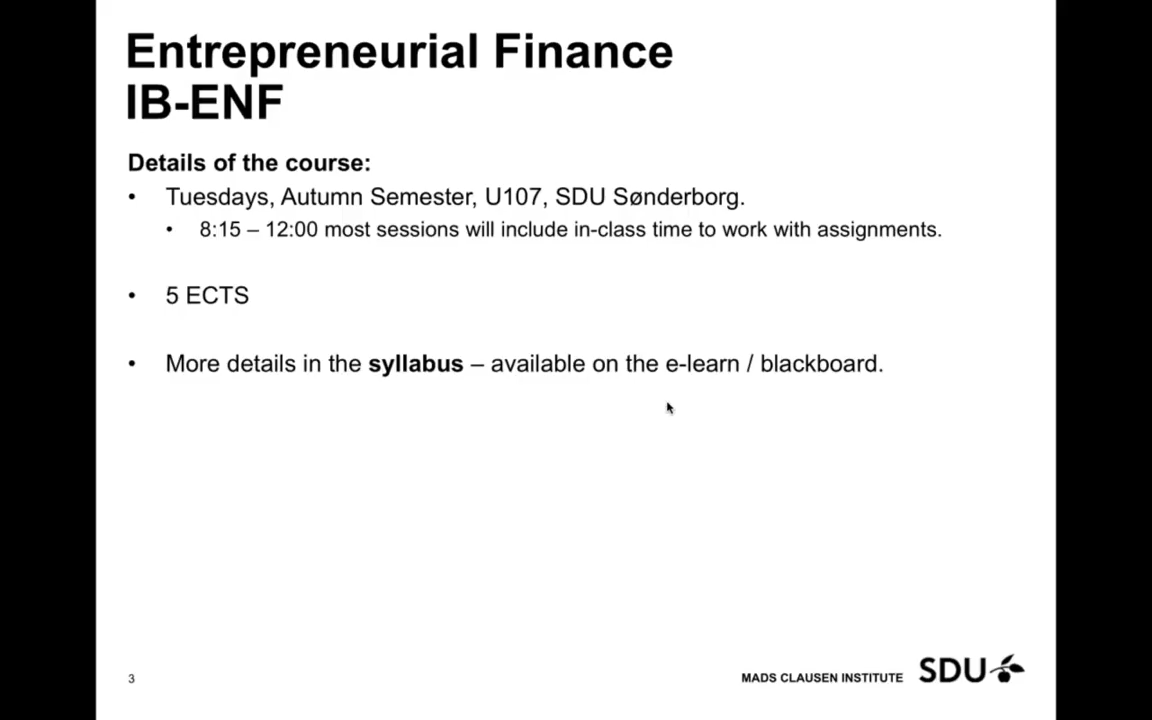 Entrepreneurial Finance
IB-ENF
Details of the course:
• Tuesdays, Autumn Semester, U107, SDU Sønderborg.
• 8:15 – 12:00 most sessions will include in-class time to work with assignments.
• 5 ECTS
• More details in the syllabus – available on the e-learn / blackboard.
3
MADS CLAUSEN INSTITUTE SDU